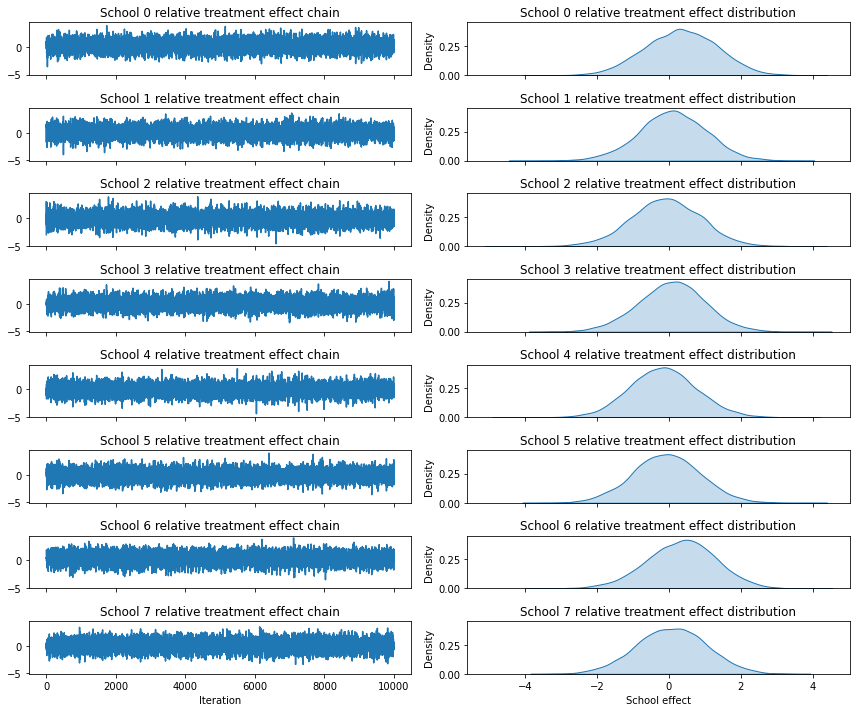 School 0 relative treatment effect chain
School 0 relative treatment effect distribution
0
−5
Density
0.25
0.00
School 1 relative treatment effect chain
School 1 relative treatment effect distribution
0
−5
Density
0.25
0.00
School 2 relative treatment effect chain
School 2 relative treatment effect distribution
0
−5
Density
0.25
0.00
School 3 relative treatment effect chain
School 3 relative treatment effect distribution
0
−5
Density
0.25
0.00
School 4 relative treatment effect chain
School 4 relative treatment effect distribution
0
−5
Density
0.25
0.00
School 5 relative treatment effect chain
School 5 relative treatment effect distribution
0
−5
Density
0.25
0.00
School 6 relative treatment effect chain
School 6 relative treatment effect distribution
0
−5
Density
0.25
0.00
School 7 relative treatment effect chain
School 7 relative treatment effect distribution
0
−5
Density
0.25
0.00
0 2000 4000 6000 8000 10000
−4 −2 0 2 4
Iteration
School effect